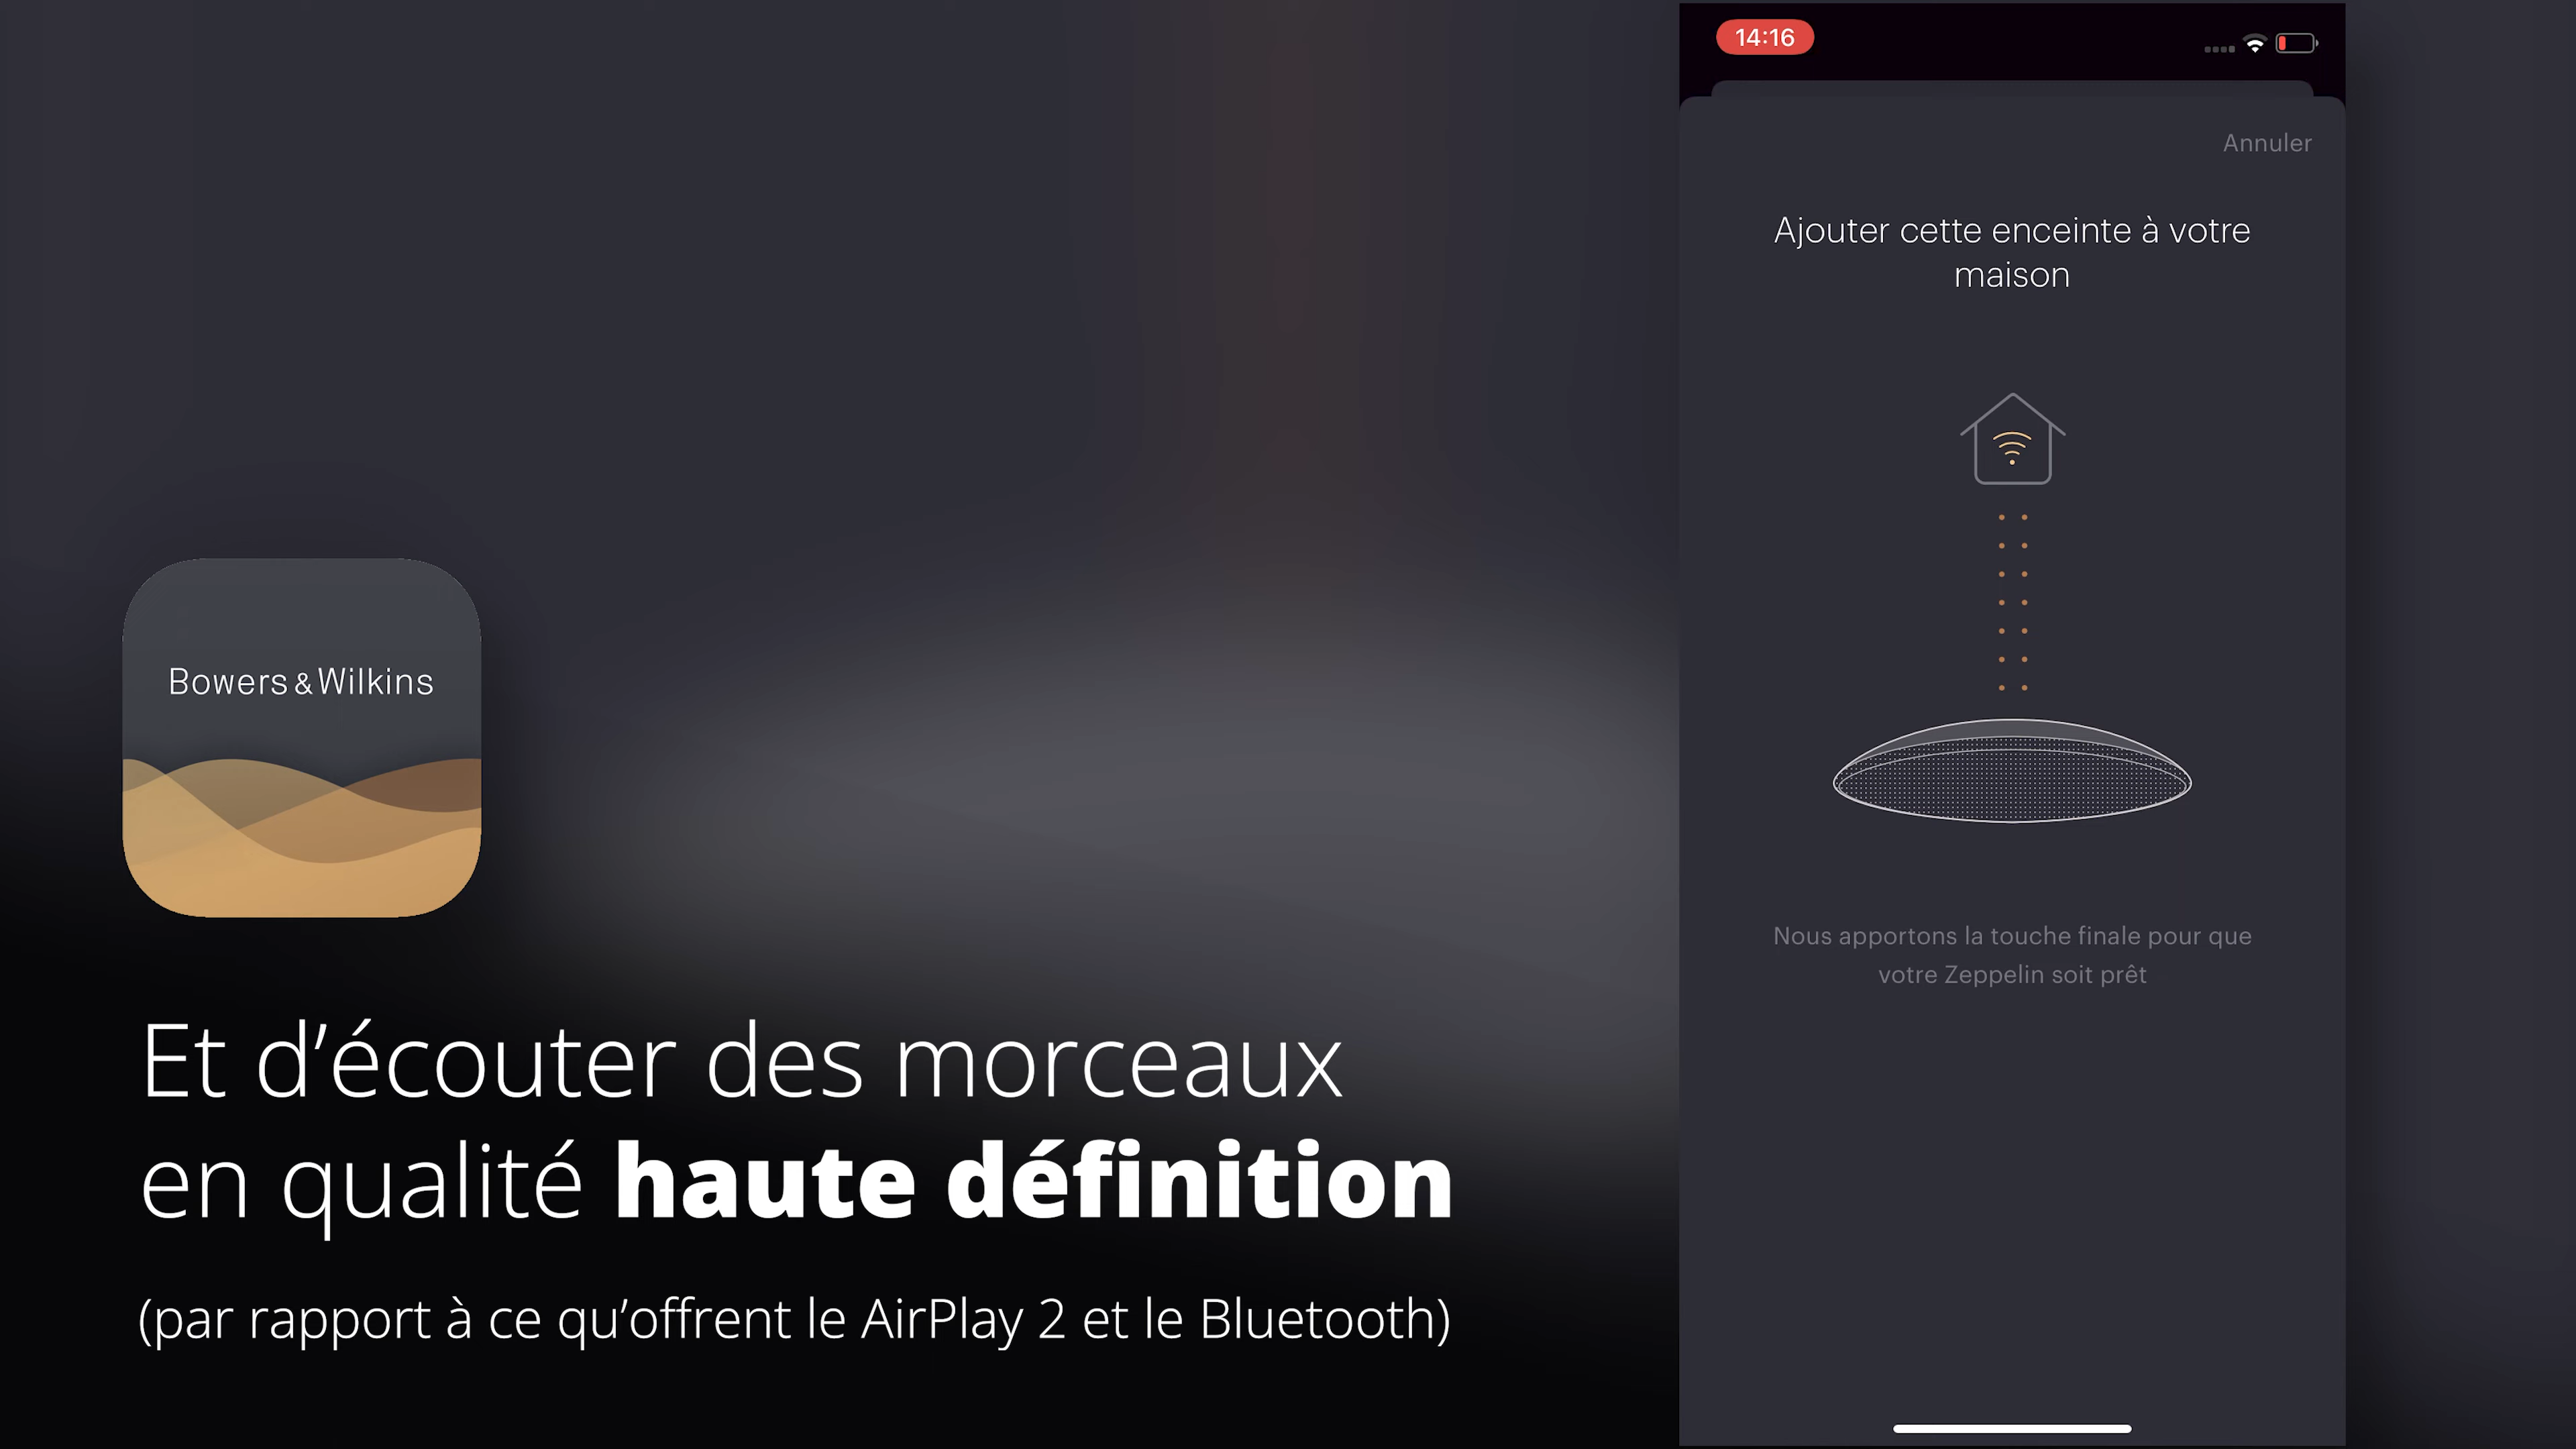 Bowers & Wilkins
Et d’écouter des morceaux
en qualité haute définition
(par rapport à ce qu’offrent le AirPlay 2 et le Bluetooth)
14:16
Annuler
Ajouter cette enceinte à votre
maison
Nous apportons la touche finale pour que
votre Zeppelin soit prêt